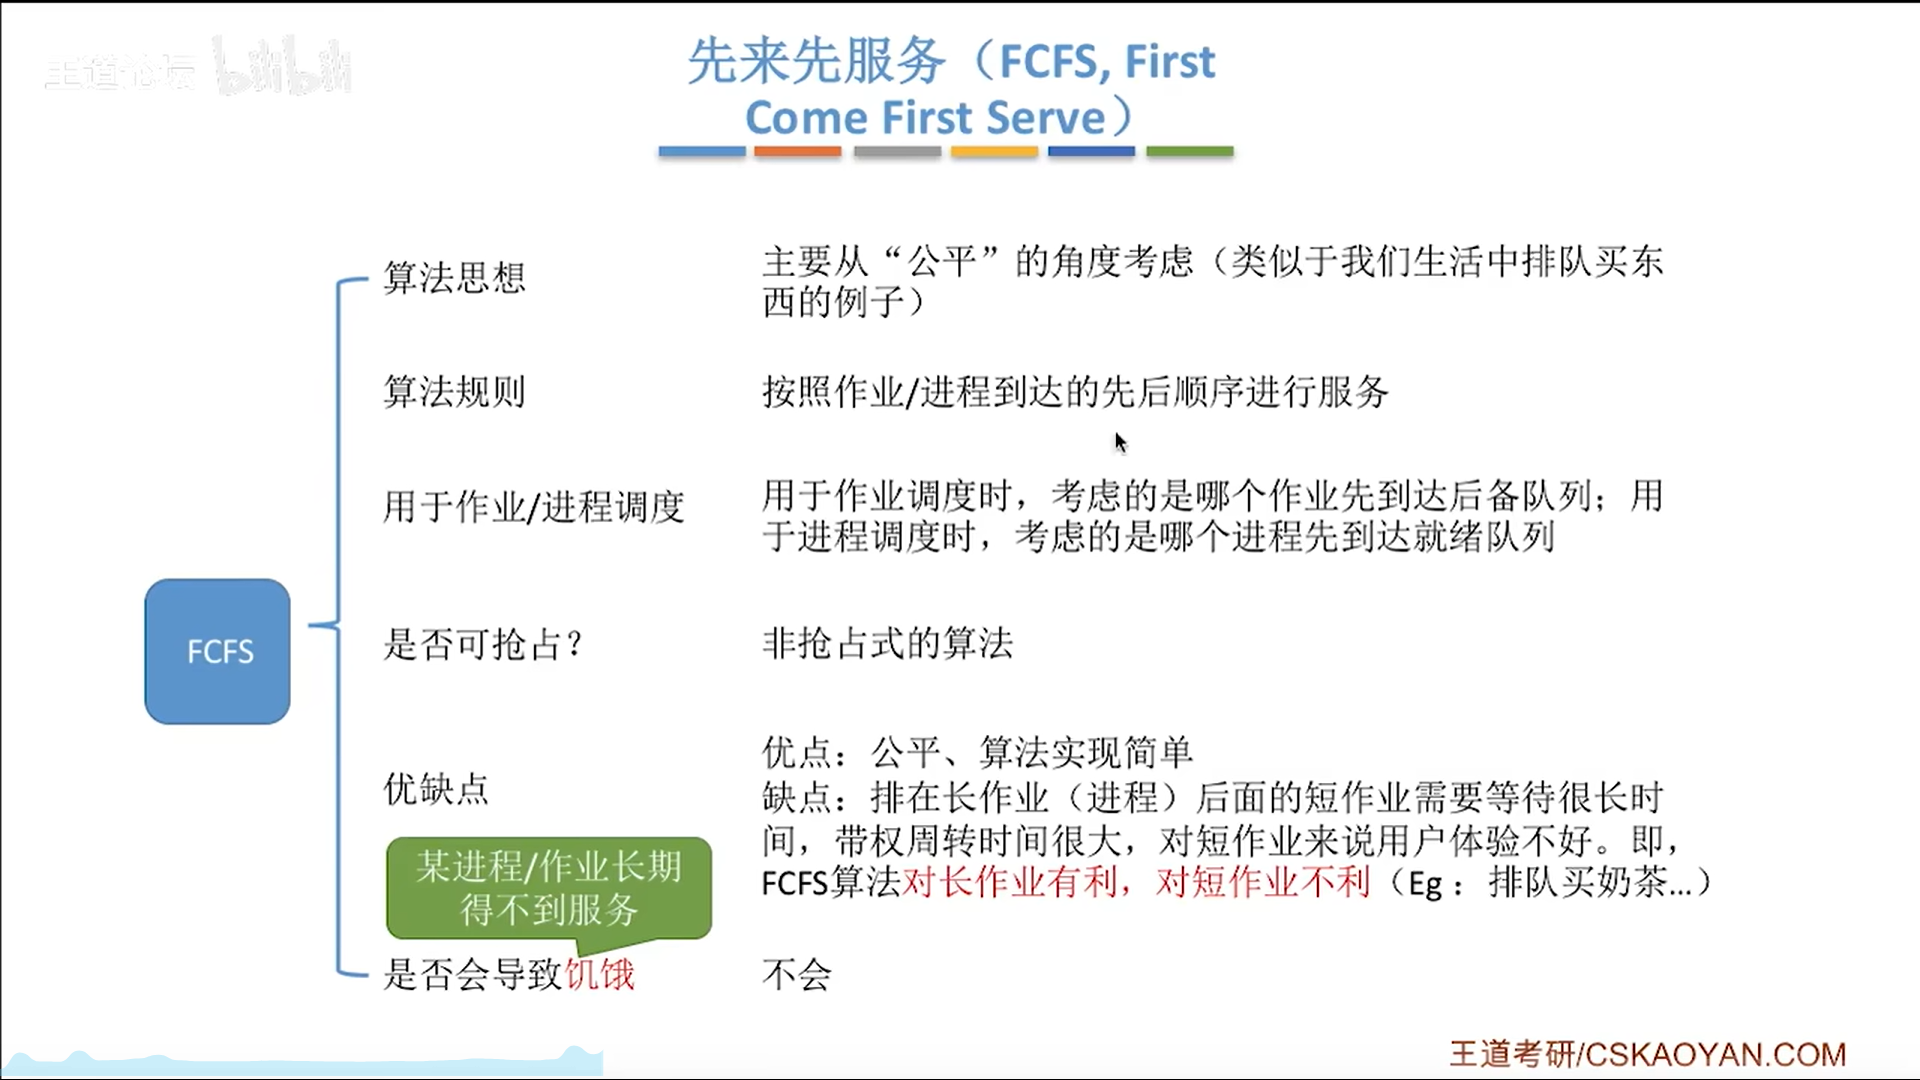 王道论坛 bilibili
先来先服务（FCFS, First
Come First Serve）
算法思想
主要从“公平”的角度考虑（类似于我们生活中排队买东
西的例子）
算法规则
按照作业/进程到达的先后顺序进行服务
用于作业/进程调度
用于作业调度时，考虑的是哪个作业先到达后备队列；用
于进程调度时，考虑的是哪个进程先到达就绪队列
FCFS
是否可抢占？
非抢占式的算法
优缺点
优点：公平、算法实现简单
缺点：排在长作业（进程）后面的短作业需要等待很长时
间，带权周转时间很大，对短作业来说用户体验不好。即，
FCFS算法对长作业有利，对短作业不利（Eg：排队买奶茶…）
某进程/作业长期
得不到服务
是否会导致饥饿
不会
王道考研/CSKAOYAN.COM